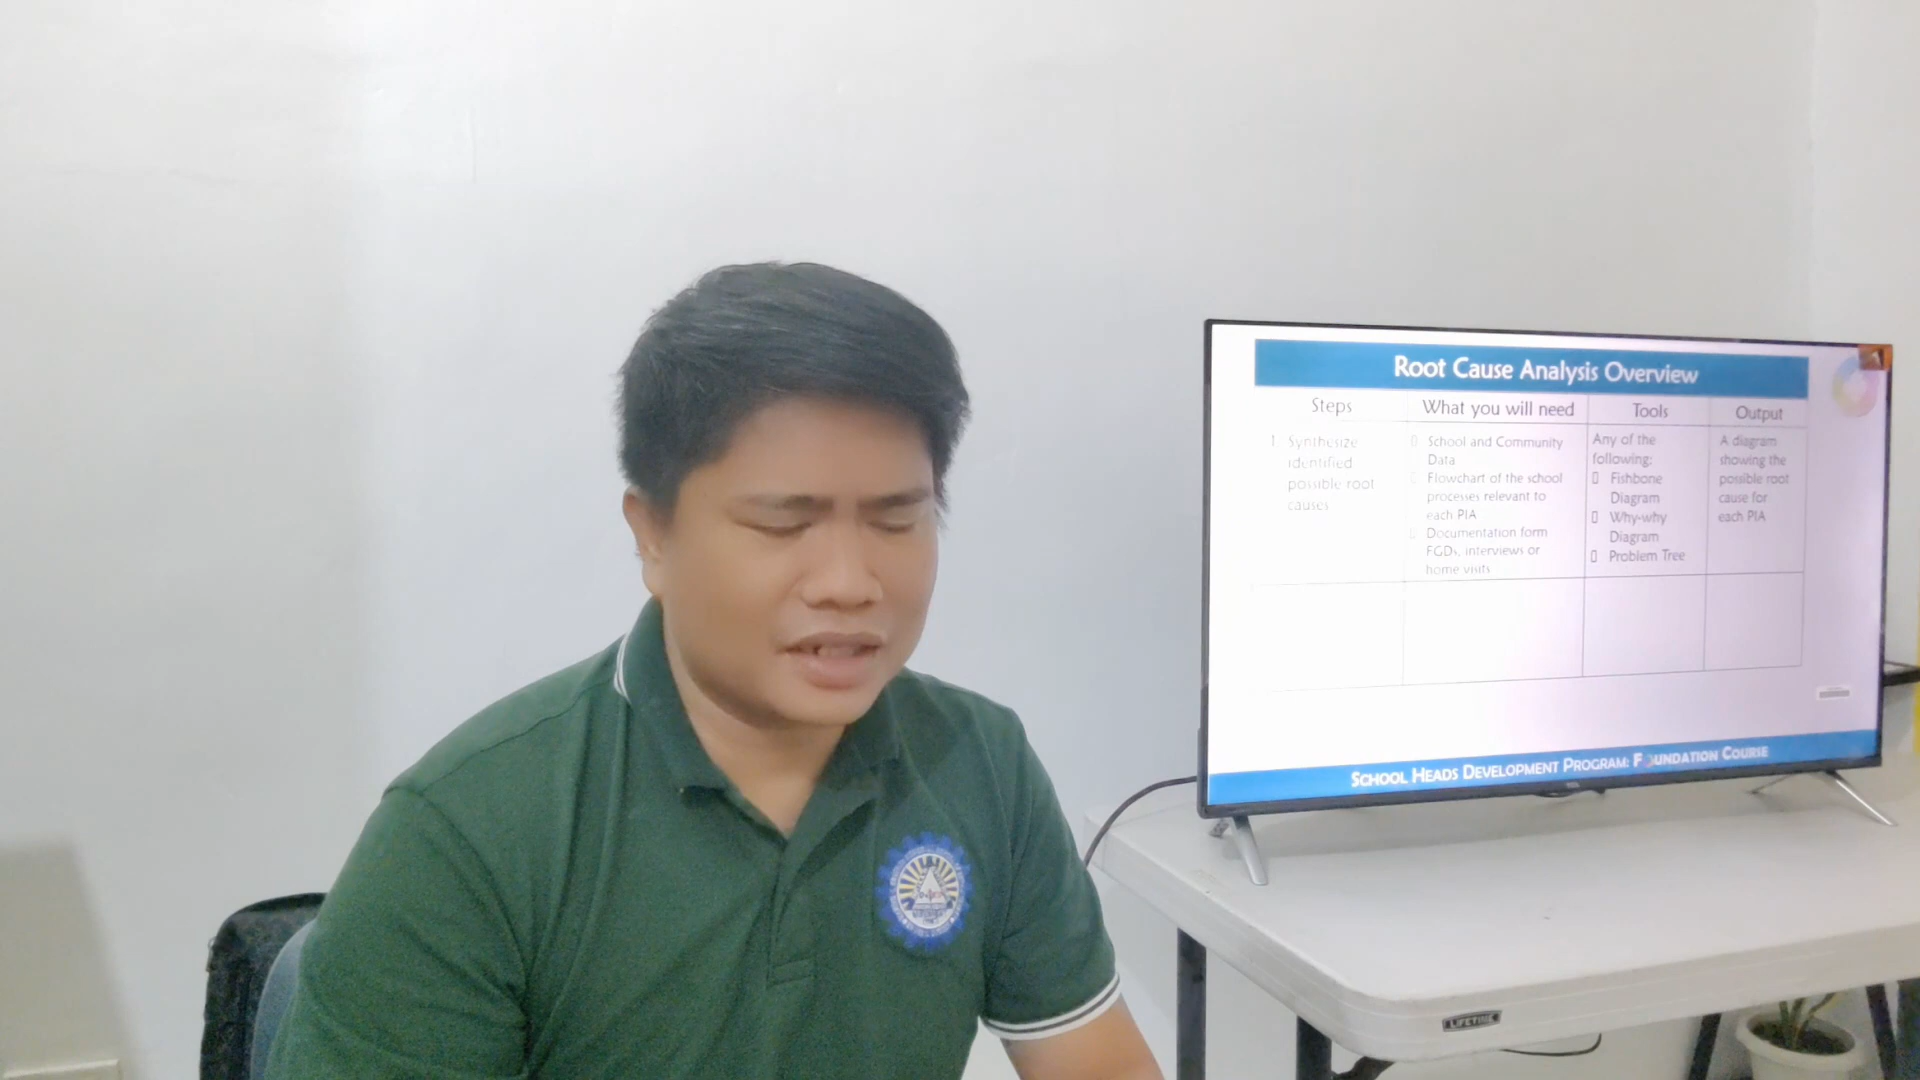 Root Cause Analysis Overview
Steps
What you will need
Tools
Output
1. Synthesize
identified
possible root
causes
School and Community
Data
Flowchart of the school
processes relevant to
each PIA
Documentation form
FGDs, interviews or
home visits
Any of the
following:
Fishbone
Diagram
Why-why
Diagram
Problem Tree
A diagram
showing the
possible root
cause for
each PIA
SCHOOL HEADS DEVELOPMENT PROGRAM: FOUNDATION COURSE
TCL
LIFETIME